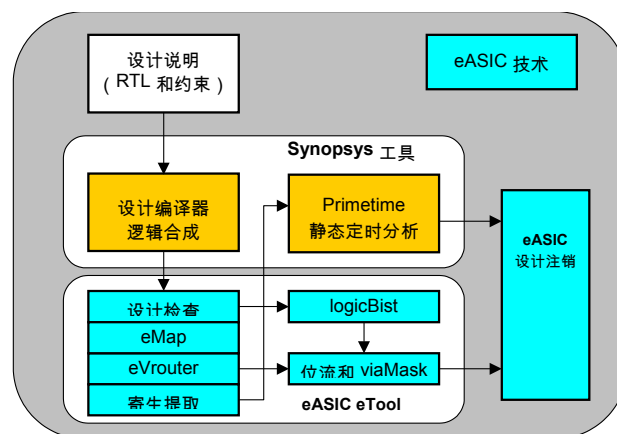 设计说明
（RTL 和约束）
eASIC 技术
Synopsys 工具
设计编译器
逻辑合成
Primetime
静态定时分析
eASIC
设计注销
设计检查
eMap
eVrouter
寄生提取
logicBist
位流和 viaMask
eASIC eTool